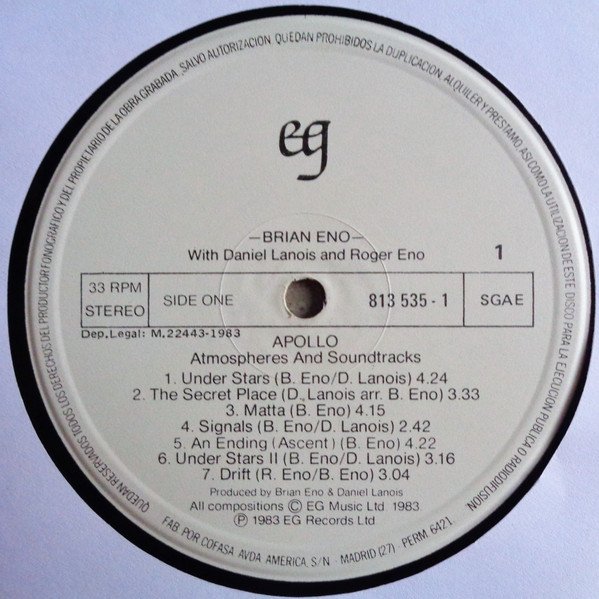 QUEDAN RESERVADOS TODOS LOS DERECHOS DEL PRODUCTOR FONOGRAFICO Y DEL PROPIETARIO DE LA OBRA GRABADA, SALVO AUTORIZACION QUEDAN PROHIBIDOS LA DUPLICACION, ALQUILER Y PRESTAMO, ASI COMO LA UTILIZACION DE ESTE DISCO PARA LA EJECUCION PUBLICA O RADIODIFUSION
eg
—BRIAN ENO—
With Daniel Lanois and Roger Eno
1
33 RPM
STEREO
SIDE ONE
813 535 - 1
SGAE
Dep. Legal: M. 22443-1983
APOLLO
Atmospheres And Soundtracks
1. Under Stars (B. Eno/D. Lanois) 4.24
2. The Secret Place (D. Lanois arr. B. Eno) 3.33
3. Matta (B. Eno) 4.15
4. Signals (B. Eno/D. Lanois) 2.42
5. An Ending (Ascent) (B. Eno) 4.22
6. Under Stars II (B. Eno/D. Lanois) 3.16
7. Drift (R. Eno/B. Eno) 3.04
Produced by Brian Eno & Daniel Lanois
All compositions © EG Music Ltd. 1983
℗ 1983 EG Records Ltd
FAB. POR COFASA AVDA. AMERICA, S/N - MADRID (27) - PERM. 6421